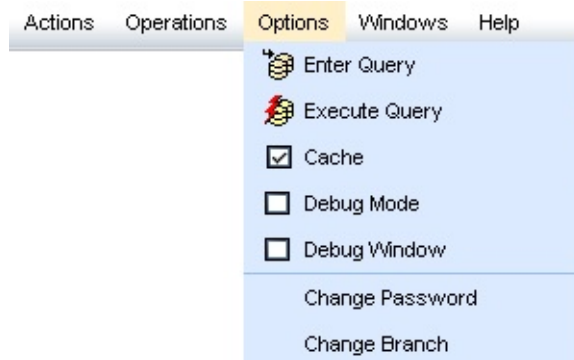 Actions Operations Options Windows Help
Enter Query
Execute Query
Cache
Debug Mode
Debug Window
Change Password
Change Branch